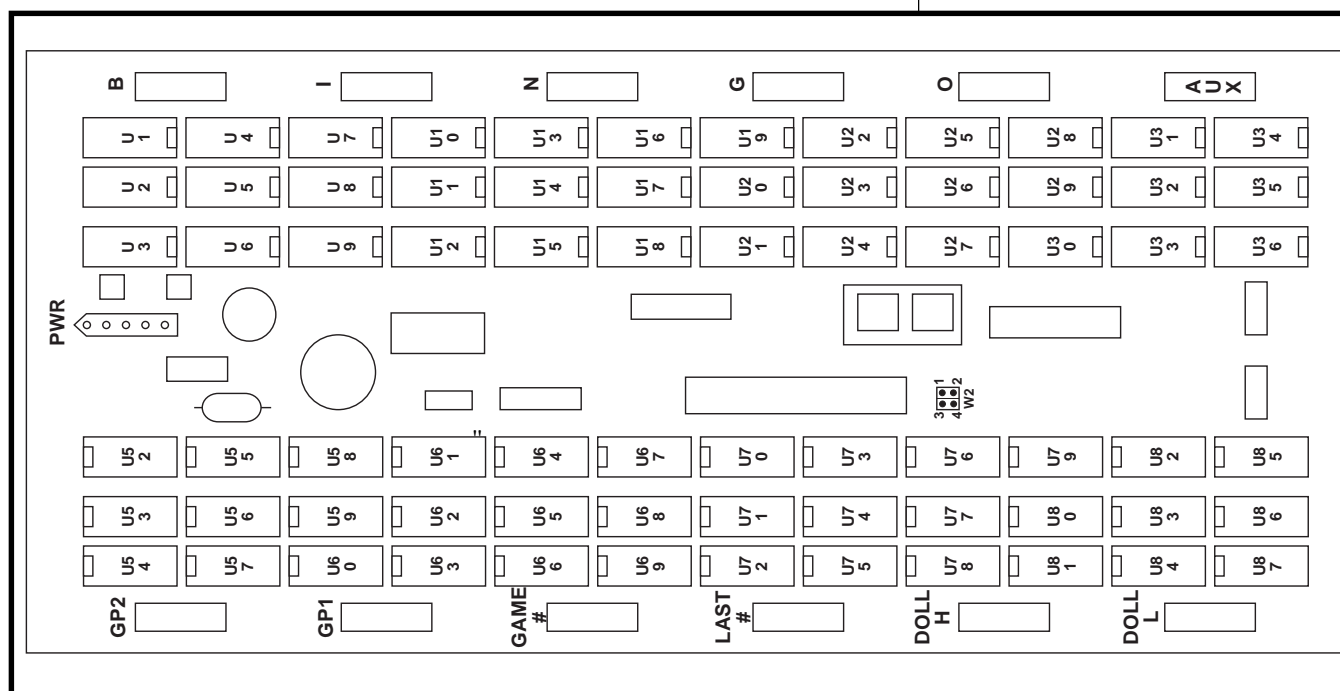 B I N G O AUX
U1 U4 U7 U10 U13 U16 U19 U22 U25 U28 U31 U34
U2 U5 U8 U11 U14 U17 U20 U23 U26 U29 U32 U35
U3 U6 U9 U12 U15 U18 U21 U24 U27 U30 U33 U36
PWR
1 2
3 4
W2
"
U52 U55 U58 U61 U64 U67 U70 U73 U76 U79 U82 U85
U53 U56 U59 U62 U65 U68 U71 U74 U77 U80 U83 U86
U54 U57 U60 U63 U66 U69 U72 U75 U78 U81 U84 U87
GP2 GP1 GAME # LAST # DOLL H DOLL L